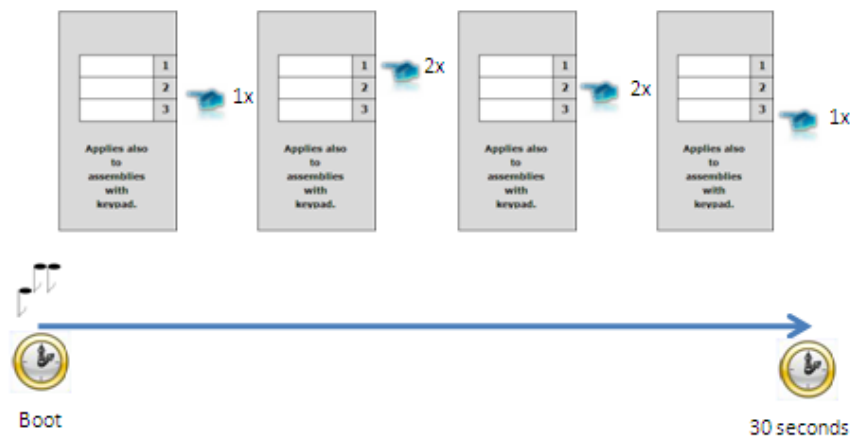 1
2
3
Applies also
to
assemblies
with
keypad.
1x
1
2
3
Applies also
to
assemblies
with
keypad.
2x
1
2
3
Applies also
to
assemblies
with
keypad.
2x
1
2
3
Applies also
to
assemblies
with
keypad.
1x
Boot
30 seconds